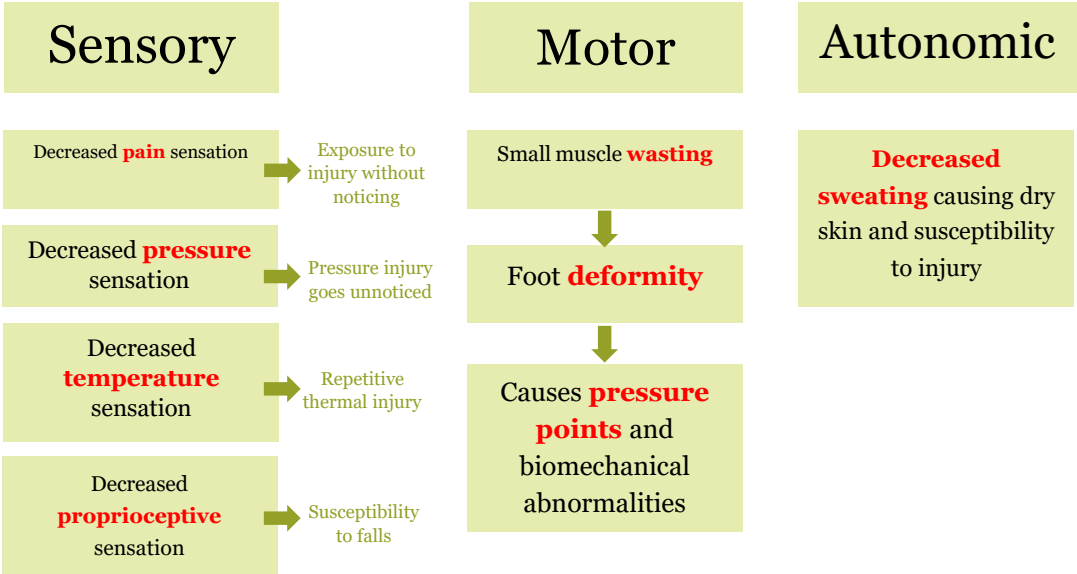 Sensory
Decreased pain sensation
Exposure to
injury without
noticing
Decreased pressure
sensation
Pressure injury
goes unnoticed
Decreased
temperature
sensation
Repetitive
thermal injury
Decreased
proprioceptive
sensation
Susceptibility
to falls
Motor
Small muscle wasting
Foot deformity
Causes pressure
points and
biomechanical
abnormalities
Autonomic
Decreased
sweating causing dry
skin and susceptibility
to injury